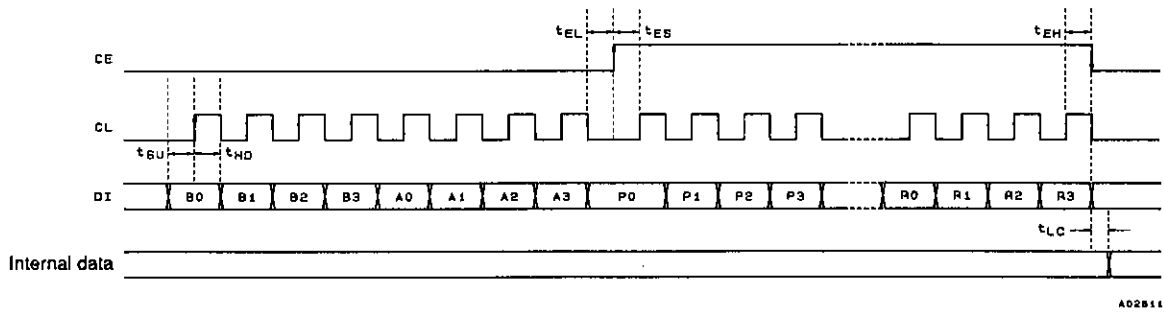 tEL
tES
tEH
CE
CL
tSU
tHD
DI
B0 B1 B2 B3 A0 A1 A2 A3 P0 P1 P2 P3 R0 R1 R2 R3
tLC
Internal data
A02811